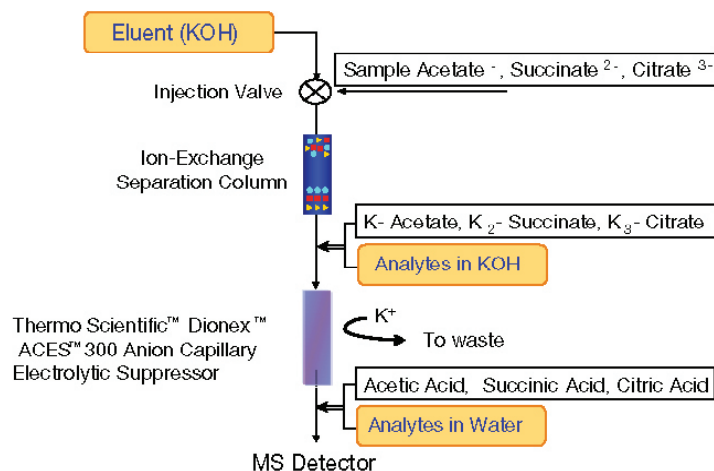 Eluent (KOH)
Sample Acetate -, Succinate 2-, Citrate 3-
Injection Valve
Ion-Exchange
Separation Column
K- Acetate, K 2- Succinate, K3- Citrate
Analytes in KOH
Thermo Scientific™ Dionex™
ACES™ 300 Anion Capillary
Electrolytic Suppressor
K+
To waste
Acetic Acid, Succinic Acid, Citric Acid
Analytes in Water
MS Detector